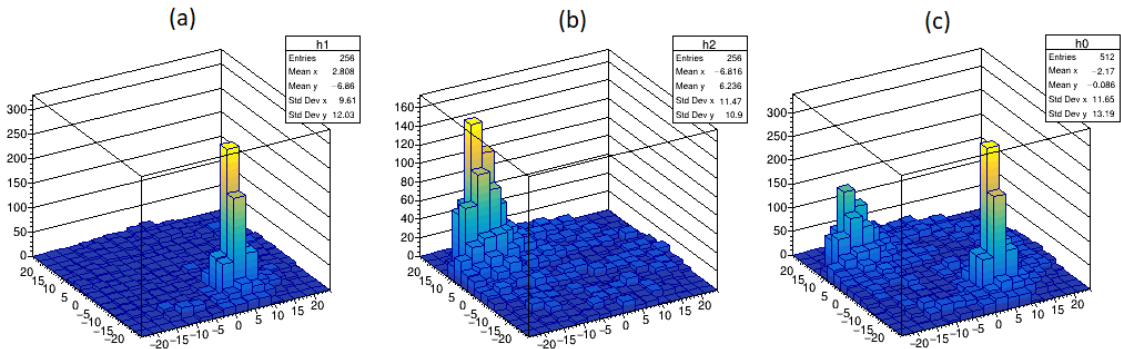 (a)
h1
Entries 256
Mean x 2.808
Mean y −6.86
Std Dev x 9.61
Std Dev y 12.03
300
250
200
150
100
50
0
20
15
10
5
0
−5
−10
−15
−20
−20 −15 −10 −5 0 5 10 15 20
(b)
h2
Entries 256
Mean x −6.816
Mean y 6.236
Std Dev x 11.47
Std Dev y 10.9
160
140
120
100
80
60
40
20
0
20
15
10
5
0
−5
−10
−15
−20
−20 −15 −10 −5 0 5 10 15 20
(c)
h0
Entries 512
Mean x −2.17
Mean y −0.086
Std Dev x 11.65
Std Dev y 13.19
300
250
200
150
100
50
0
20
15
10
5
0
−5
−10
−15
−20
−20 −15 −10 −5 0 5 10 15 20